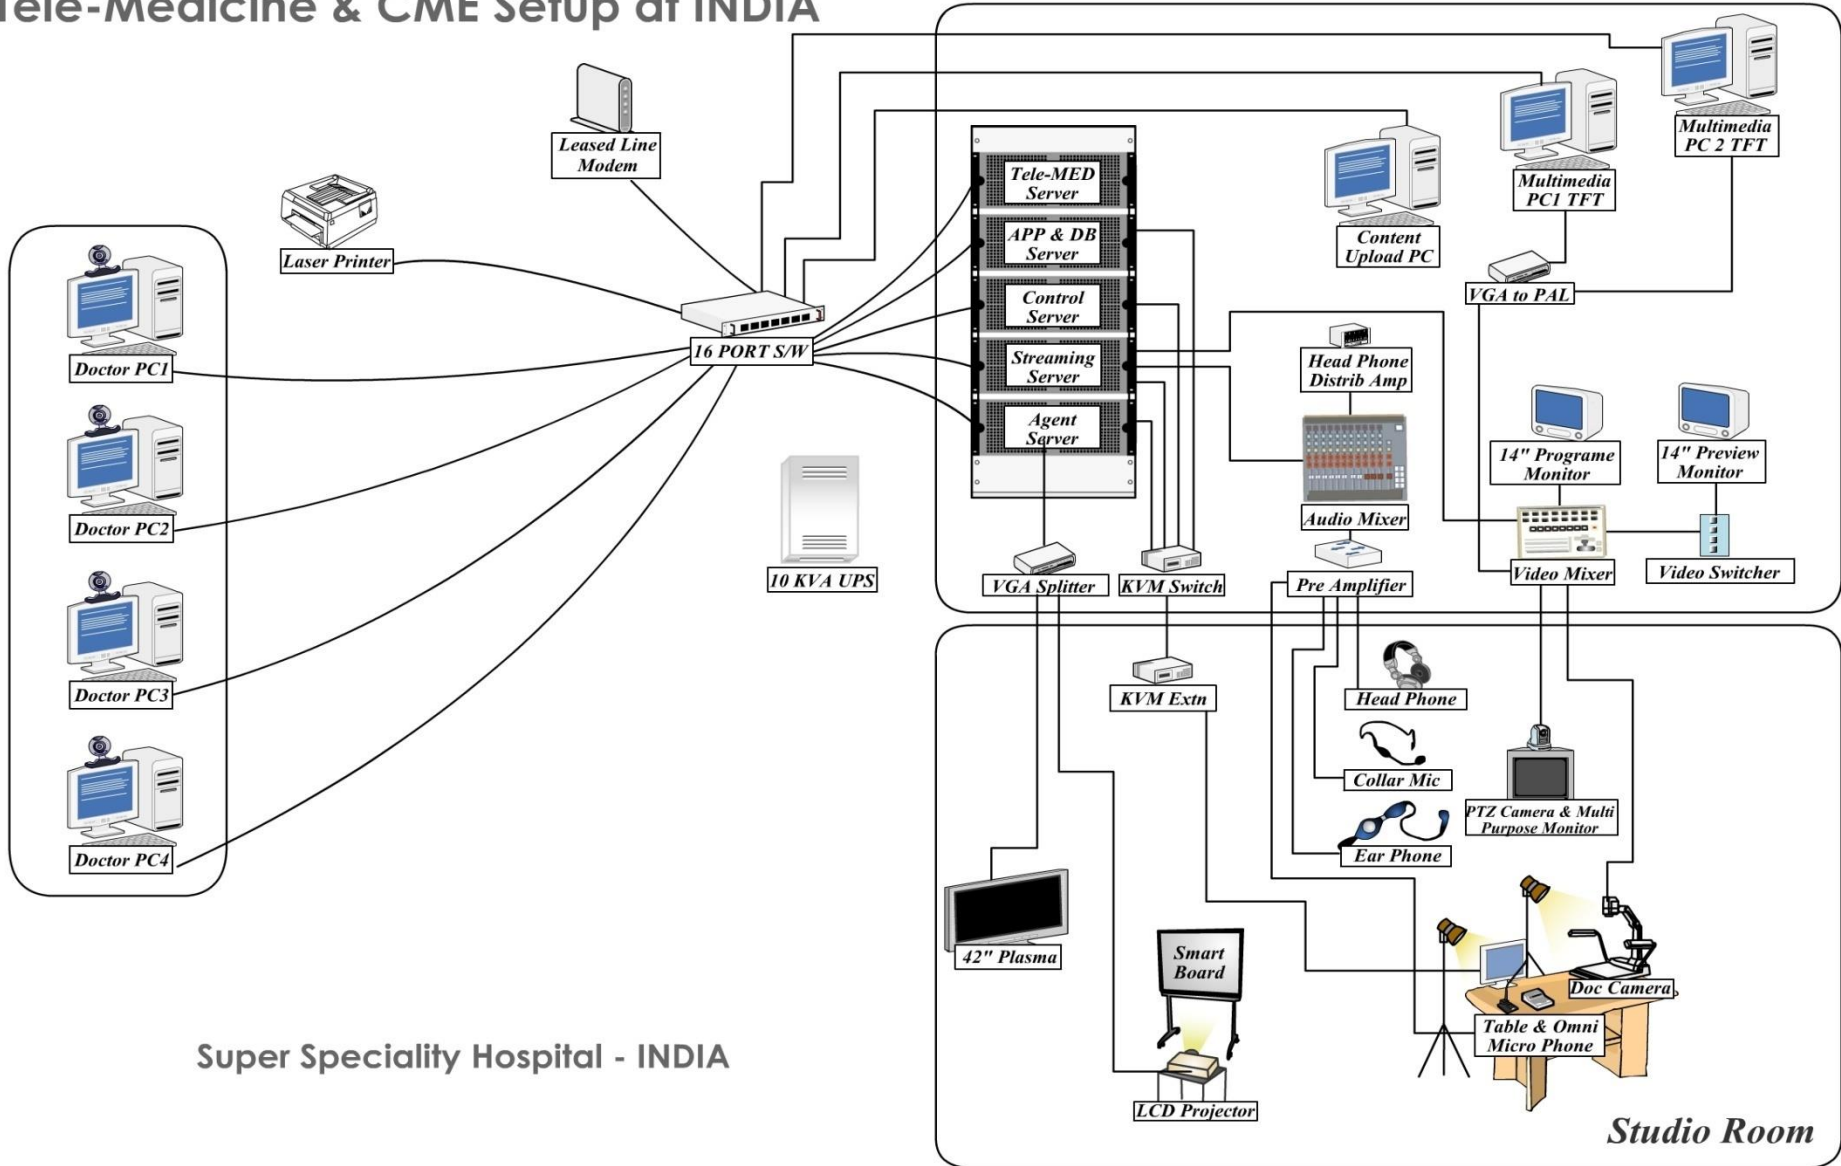 Tele-Medicine & CME Setup at INDIA
Leased Line
Modem
Laser Printer
16 PORT S/W
Doctor PC1
Doctor PC2
Doctor PC3
Doctor PC4
10 KVA UPS
Tele-MED
Server
APP & DB
Server
Control
Server
Streaming
Server
Agent
Server
Content
Upload PC
Multimedia
PC1 TFT
Multimedia
PC 2 TFT
VGA to PAL
Head Phone
Distrib Amp
14" Programe
Monitor
14" Preview
Monitor
Audio Mixer
VGA Splitter
KVM Switch
Pre Amplifier
Video Mixer
Video Switcher
KVM Extn
Head Phone
Collar Mic
Ear Phone
PTZ Camera & Multi
Purpose Monitor
42" Plasma
Smart
Board
LCD Projector
Doc Camera
Table & Omni
Micro Phone
Studio Room
Super Speciality Hospital - INDIA